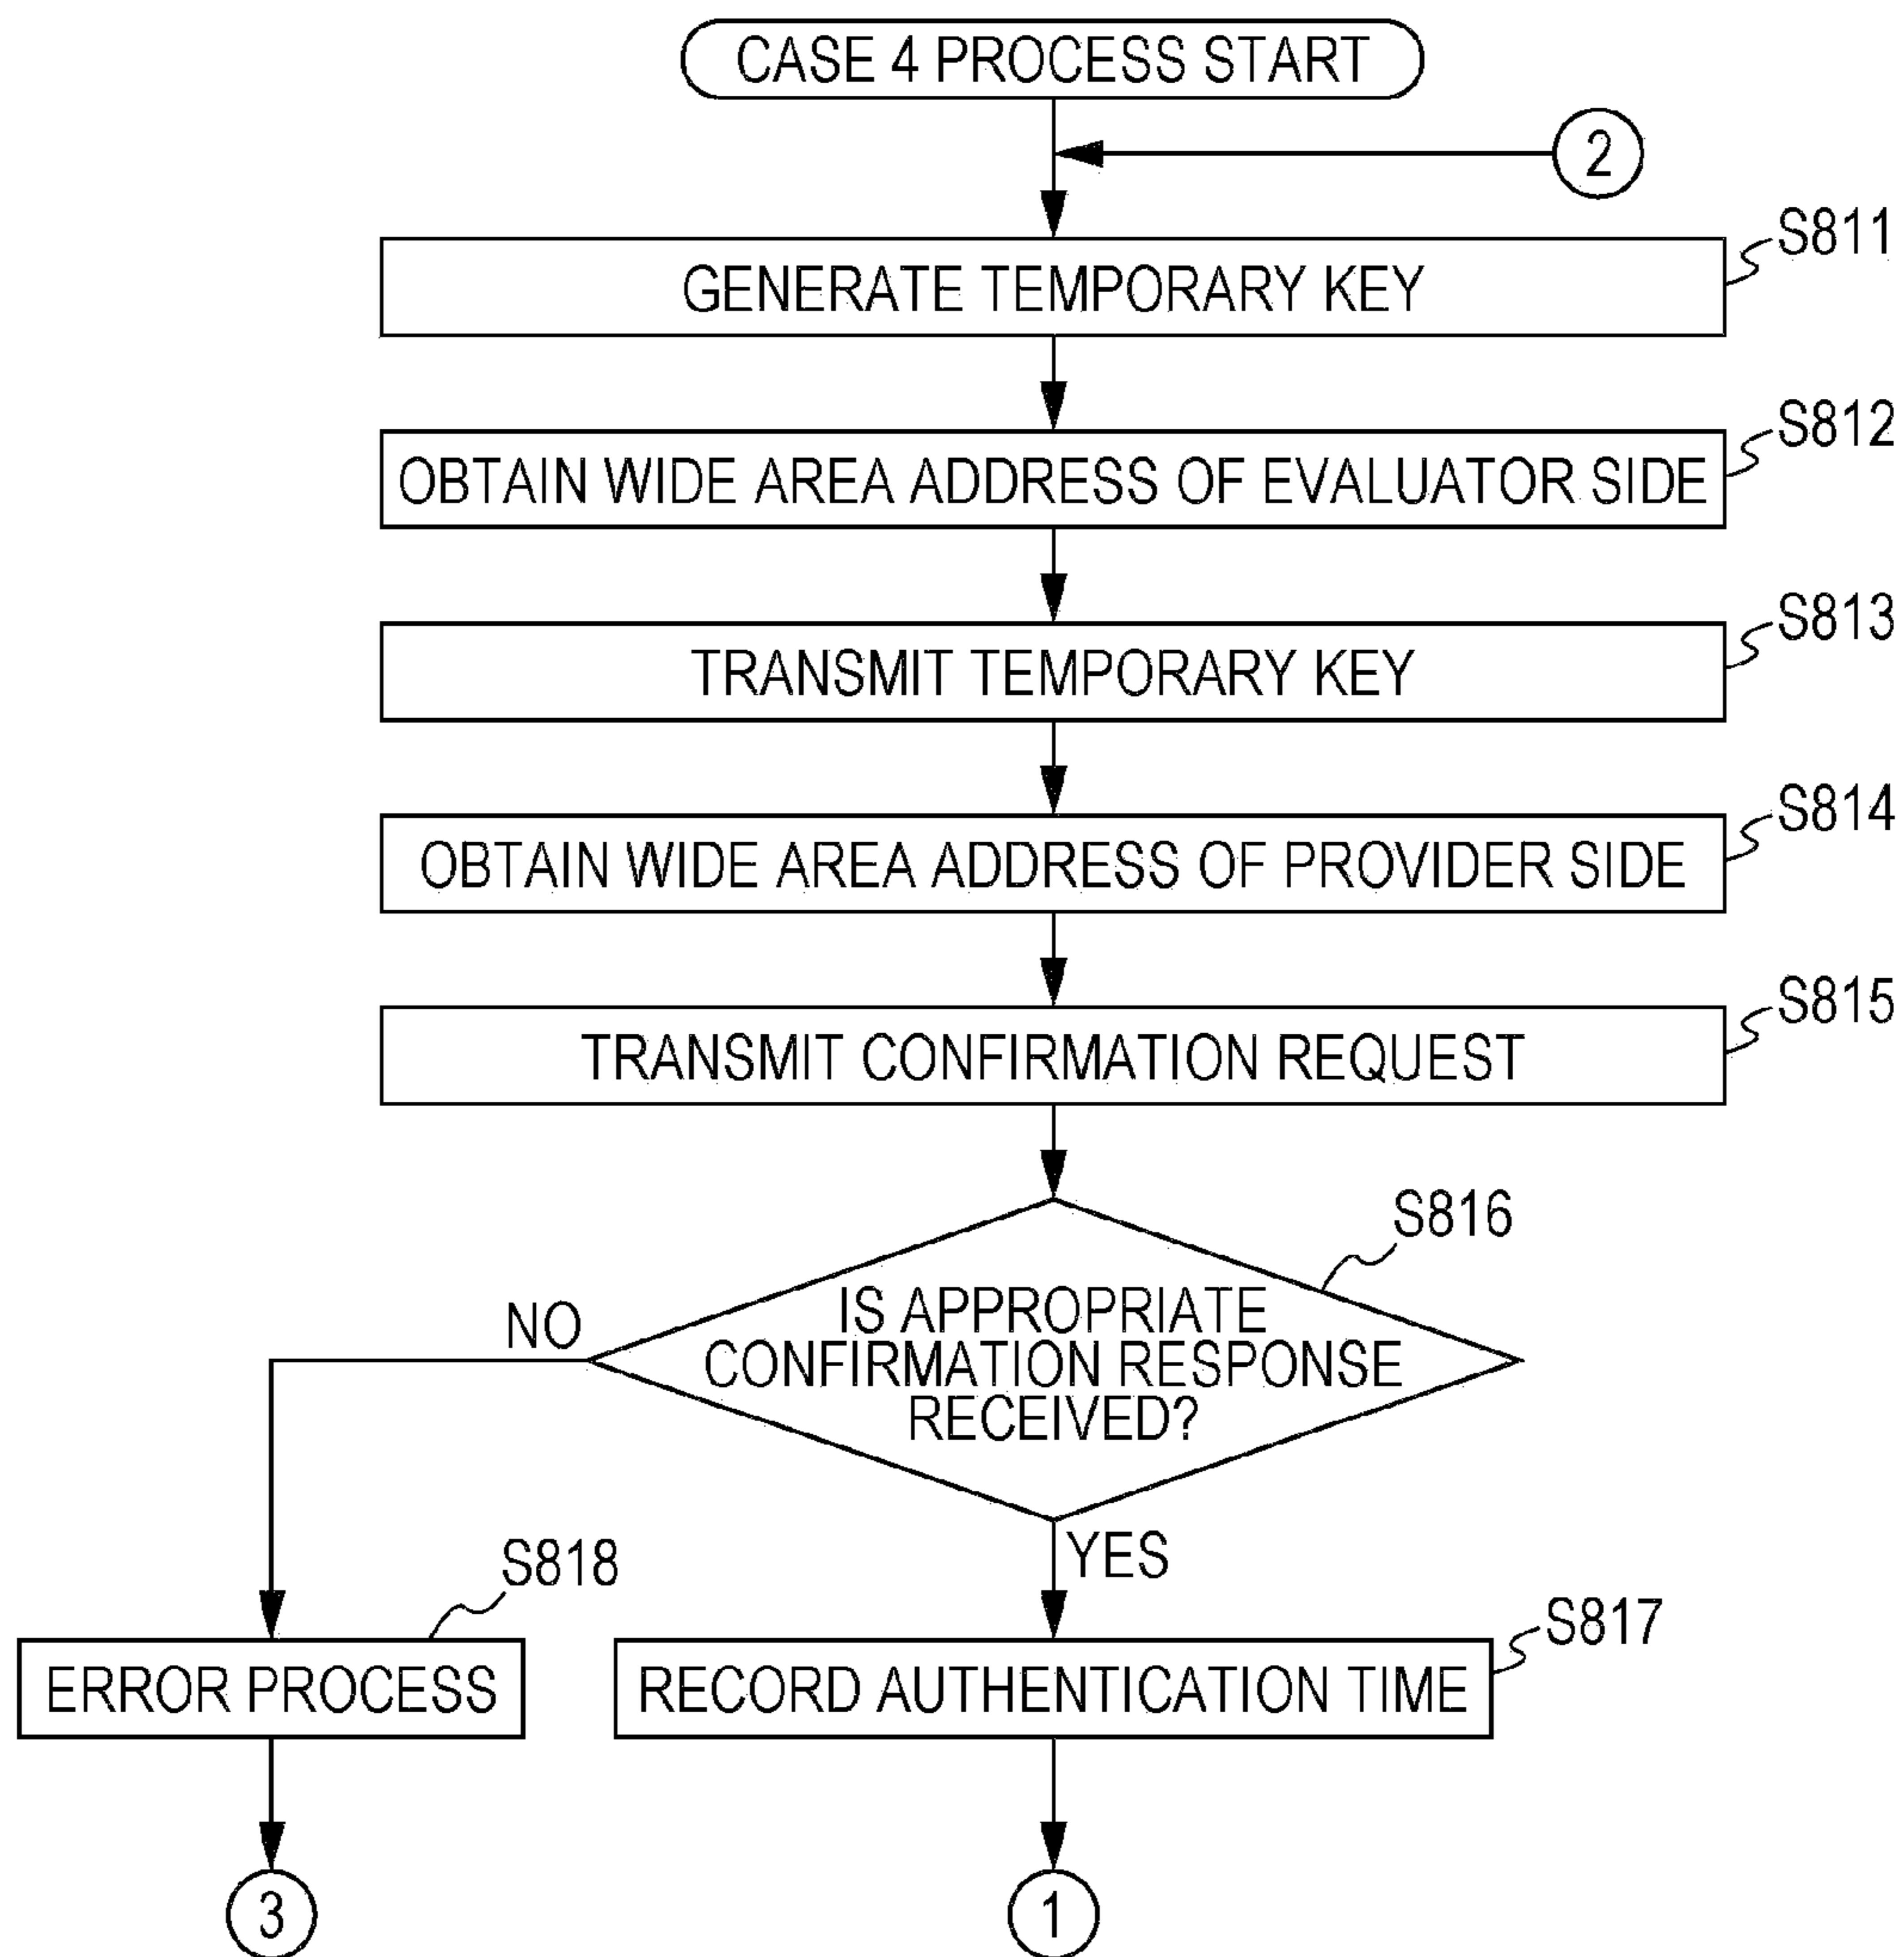 CASE 4 PROCESS START
2
S811
GENERATE TEMPORARY KEY
S812
OBTAIN WIDE AREA ADDRESS OF EVALUATOR SIDE
S813
TRANSMIT TEMPORARY KEY
S814
OBTAIN WIDE AREA ADDRESS OF PROVIDER SIDE
S815
TRANSMIT CONFIRMATION REQUEST
S816
IS APPROPRIATE
CONFIRMATION RESPONSE
RECEIVED?
NO
YES
S818
S817
ERROR PROCESS
RECORD AUTHENTICATION TIME
3
1